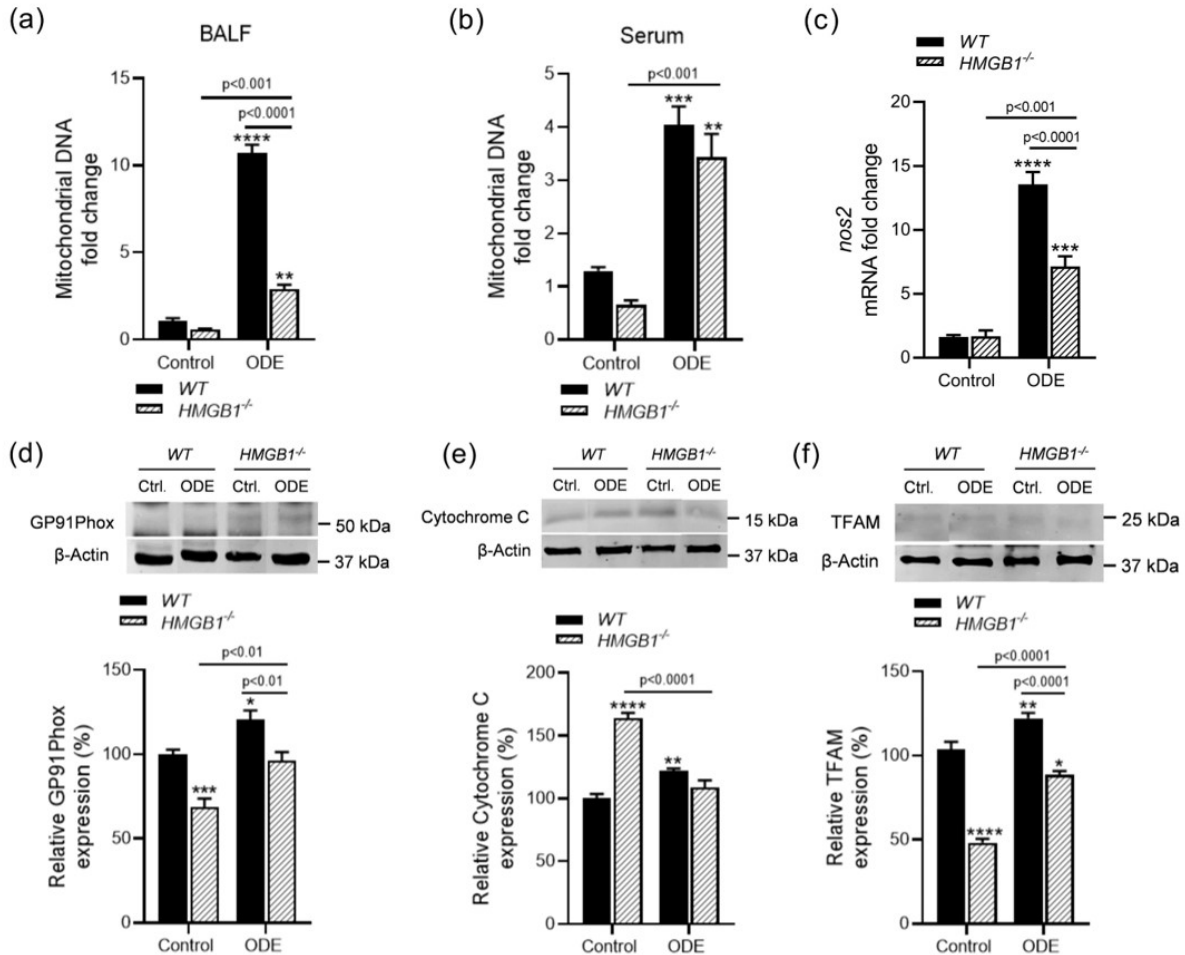 (a)
BALF
Mitochondrial DNA
fold change
15
10
5
0
p<0.001
p<0.0001
****
**
Control
ODE
WT
HMGB1-/-
(b)
Serum
Mitochondrial DNA
fold change
5
4
3
2
1
0
p<0.001
***
**
Control
ODE
WT
HMGB1-/-
(c)
WT
HMGB1-/-
nos2
mRNA fold change
20
15
10
5
0
p<0.001
p<0.0001
****
***
Control
ODE
(d)
WT
HMGB1-/-
Ctrl. ODE Ctrl. ODE
GP91Phox
50 kDa
β-Actin
37 kDa
WT
HMGB1-/-
Relative GP91Phox
expression (%)
150
100
50
0
p<0.01
p<0.01
*
***
Control
ODE
(e)
WT
HMGB1-/-
Ctrl. ODE Ctrl. ODE
Cytochrome C
15 kDa
β-Actin
37 kDa
WT
HMGB1-/-
Relative Cytochrome C
expression (%)
200
150
100
50
0
p<0.0001
****
**
Control
ODE
(f)
WT
HMGB1-/-
Ctrl. ODE Ctrl. ODE
TFAM
25 kDa
β-Actin
37 kDa
WT
HMGB1-/-
Relative TFAM
expression (%)
150
100
50
0
p<0.0001
p<0.0001
**
*
****
Control
ODE